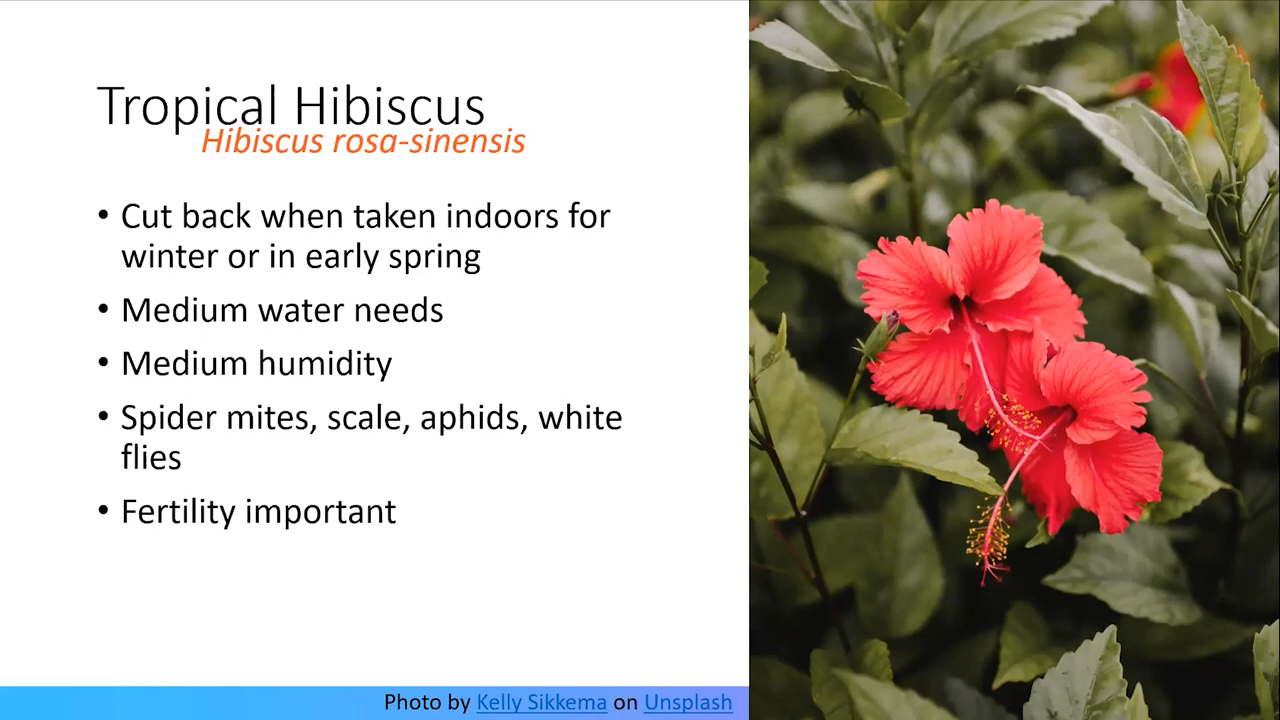 Tropical Hibiscus
Hibiscus rosa-sinensis
• Cut back when taken indoors for
winter or in early spring
• Medium water needs
• Medium humidity
• Spider mites, scale, aphids, white
flies
• Fertility important
Photo by Kelly Sikkema on Unsplash